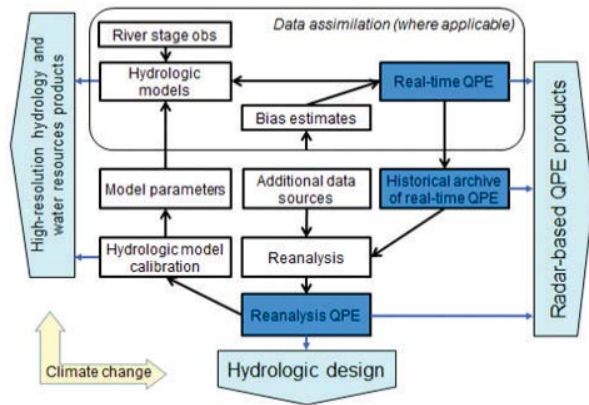 Data assimilation (where applicable)
River stage obs
Hydrologic
models
Real-time QPE
Bias estimates
High-resolution hydrology and
water resources products
Model parameters
Additional data
sources
Historical archive
of real-time QPE
Radar-based QPE products
Hydrologic model
calibration
Reanalysis
Reanalysis QPE
Climate change
Hydrologic design